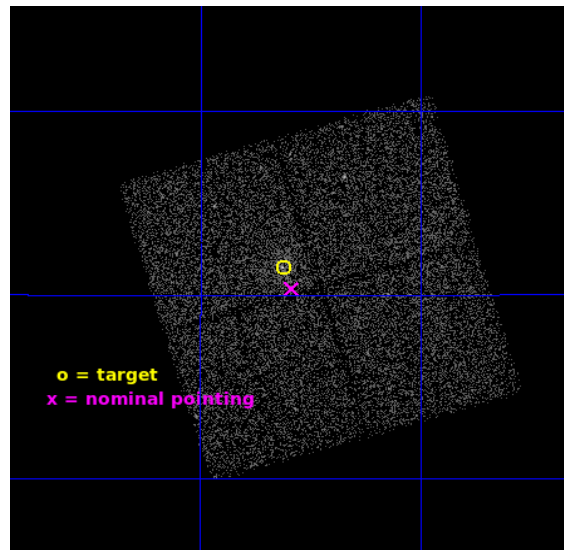 o = target
x = nominal pointing